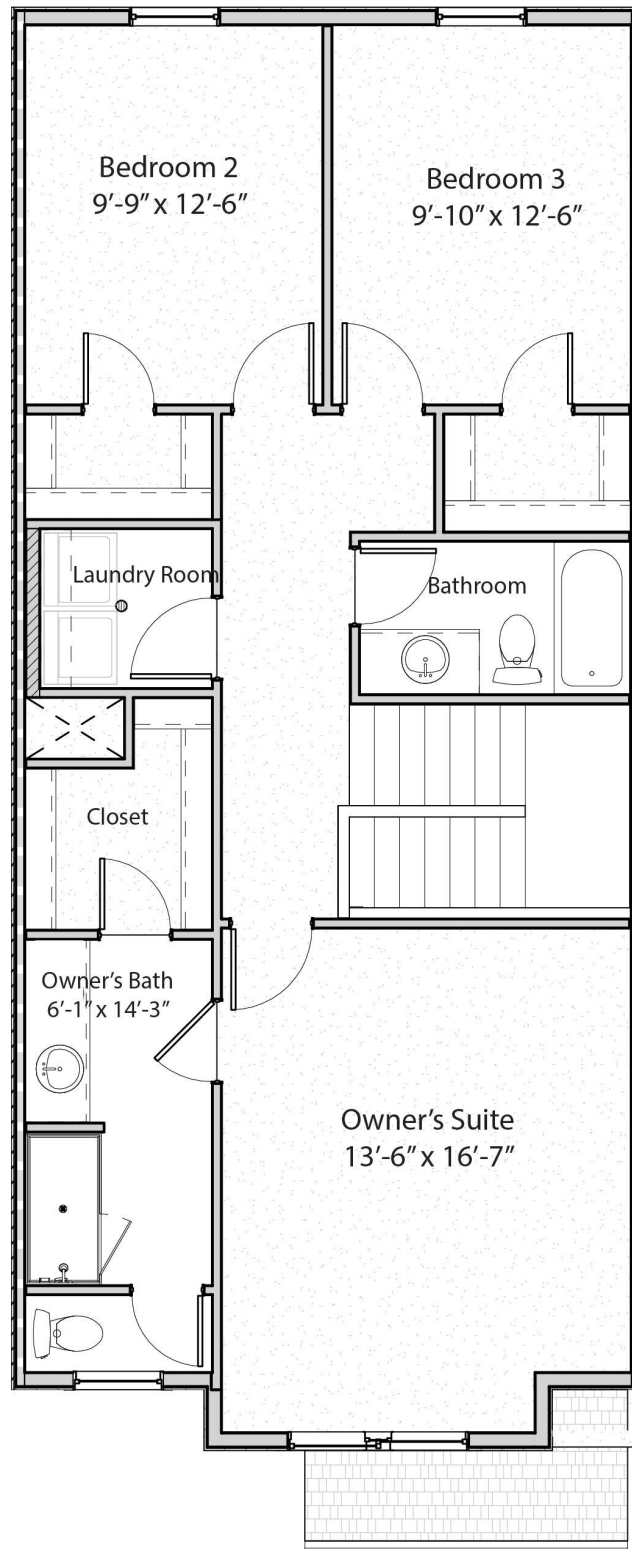 Bedroom 2
9’-9” x 12’-6”
Bedroom 3
9’-10” x 12’-6”
Laundry Room
Bathroom
Closet
Owner’s Bath
6’-1” x 14’-3”
Owner’s Suite
13’-6” x 16’-7”